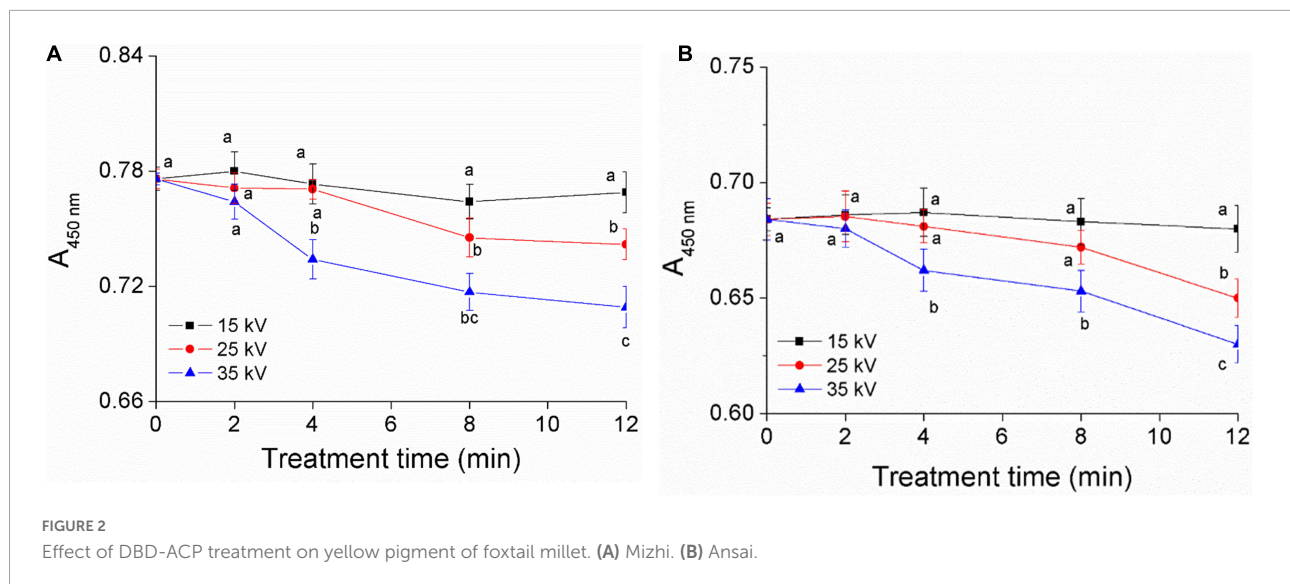 A
0.84
0.78
0.72
0.66
A450 nm
a
a
a
a
a
a
a
a
b
b
b
bc
c
15 kV
25 kV
35 kV
0 2 4 6 8 10 12
Treatment time (min)
B
0.75
0.70
0.65
0.60
A450 nm
a
a
a
a
a
a
a
a
b
b
b
c
15 kV
25 kV
35 kV
0 2 4 6 8 10 12
Treatment time (min)
FIGURE 2
Effect of DBD-ACP treatment on yellow pigment of foxtail millet. (A) Mizhi. (B) Ansai.